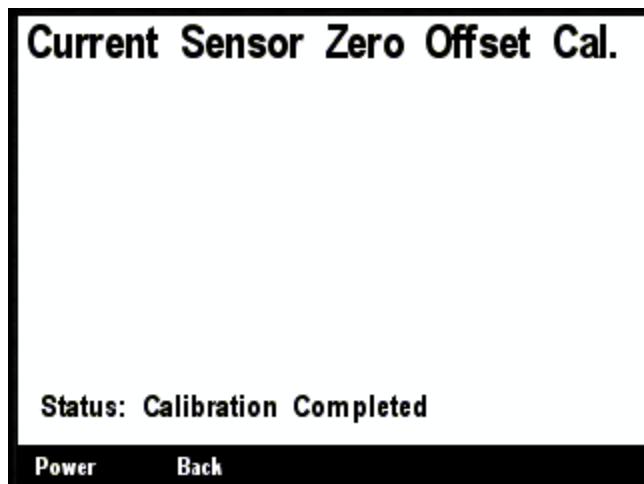 Current Sensor Zero Offset Cal.
Status: Calibration Completed
Power Back